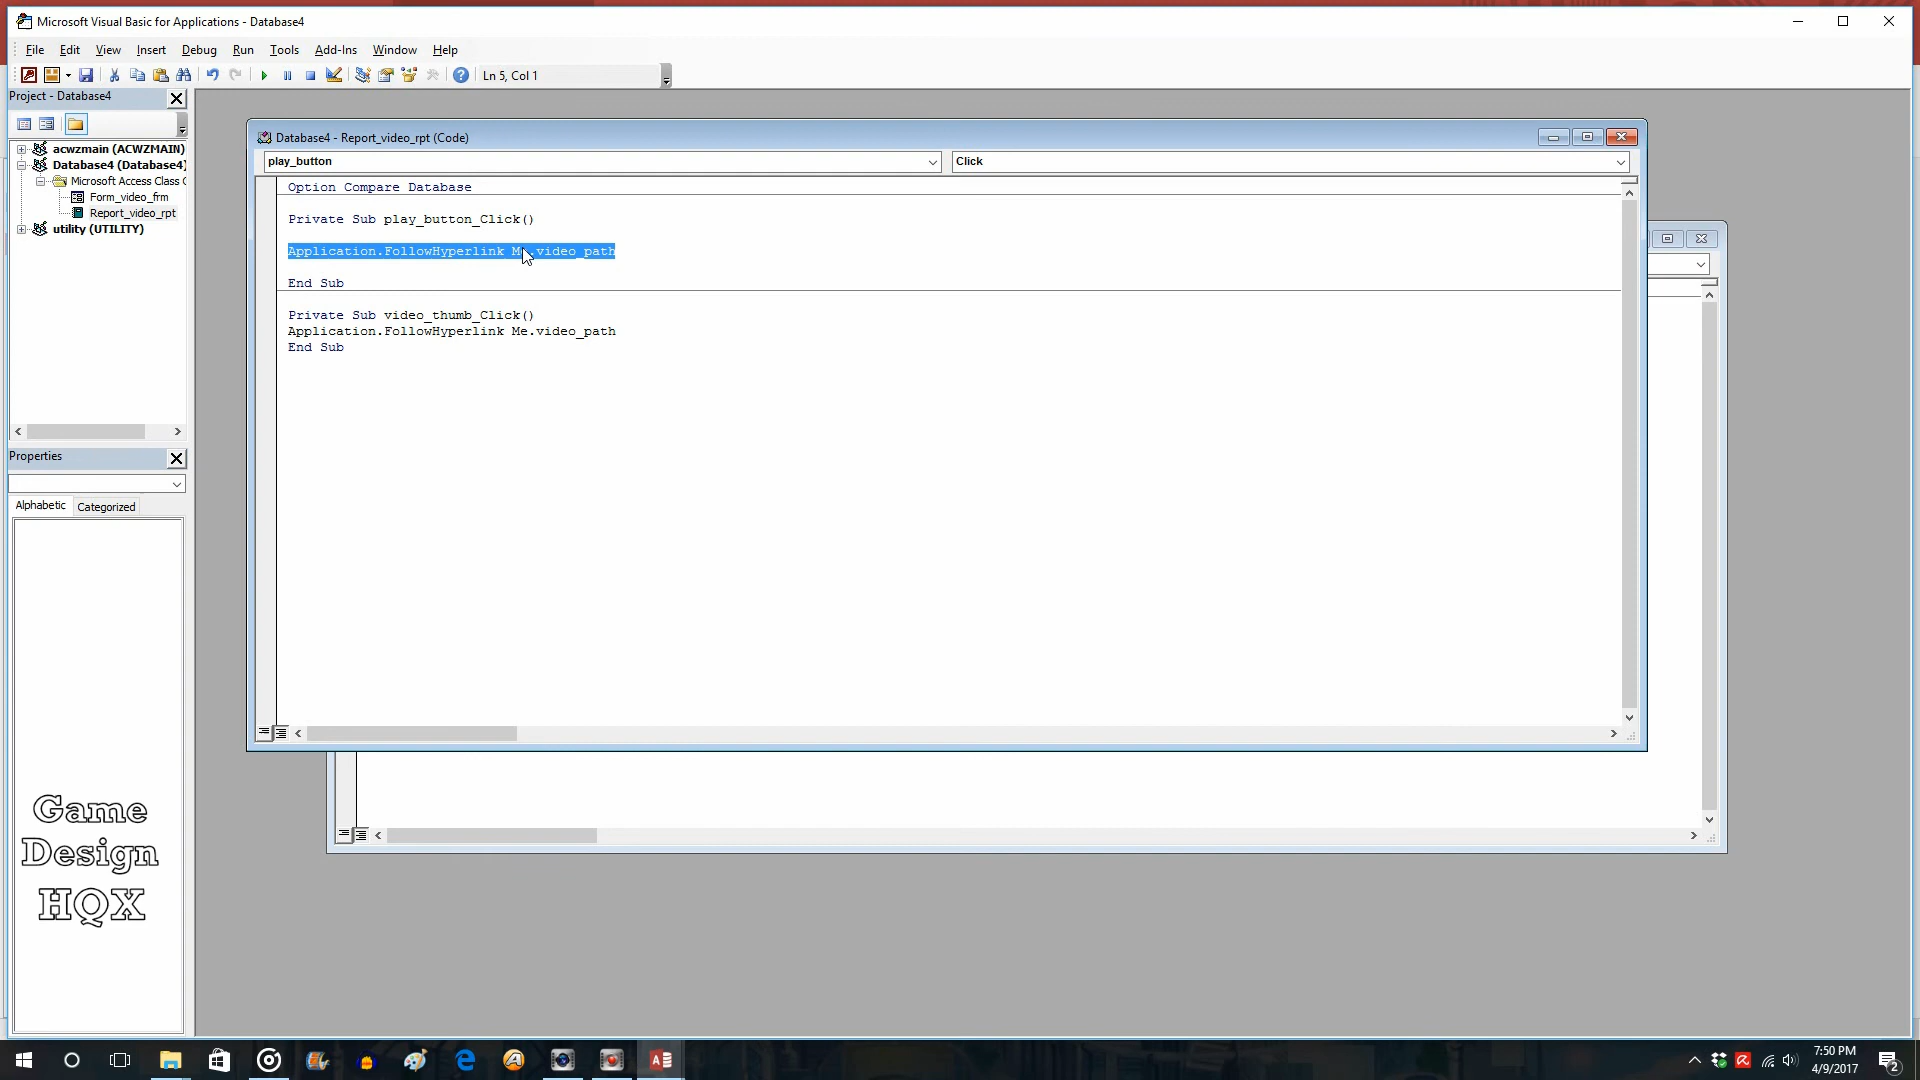 Microsoft Visual Basic for Applications - Database4
File Edit View Insert Debug Run Tools Add-Ins Window Help
Ln 5, Col 1
Project - Database4
acwzmain (ACWZMAIN)
Database4 (Database4)
Microsoft Access Class
Form_video_frm
Report_video_rpt
utility (UTILITY)
Properties
Alphabetic Categorized
Game
Design
HQX
Database4 - Report_video_rpt (Code)
play_button Click
Option Compare Database
Private Sub play_button_Click()
Application.FollowHyperlink Me.video_path
End Sub
Private Sub video_thumb_Click()
Application.FollowHyperlink Me.video_path
End Sub
7:50 PM
4/9/2017
2